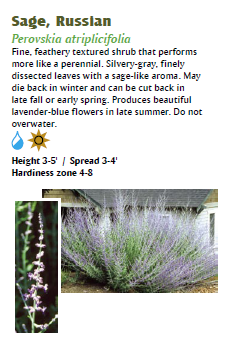 Sage, Russian
Perovskia atriplicifolia
Fine, feathery textured shrub that performs
more like a perennial. Silvery-gray, finely
dissected leaves with a sage-like aroma. May
die back in winter and can be cut back in
late fall or early spring. Produces beautiful
lavender-blue flowers in late summer. Do not
overwater.
Height 3-5' / Spread 3-4'
Hardiness zone 4-8